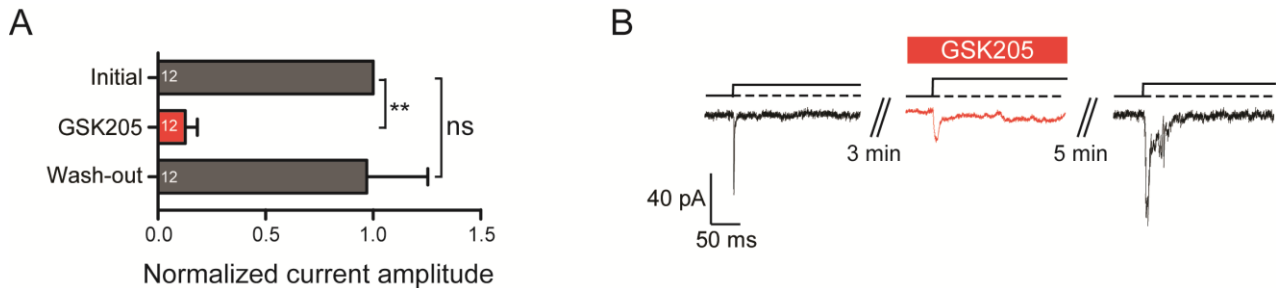 A
Initial
12
**
ns
GSK205
12
Wash-out
12
0.0 0.5 1.0 1.5
Normalized current amplitude
B
GSK205
3 min
5 min
40 pA
50 ms